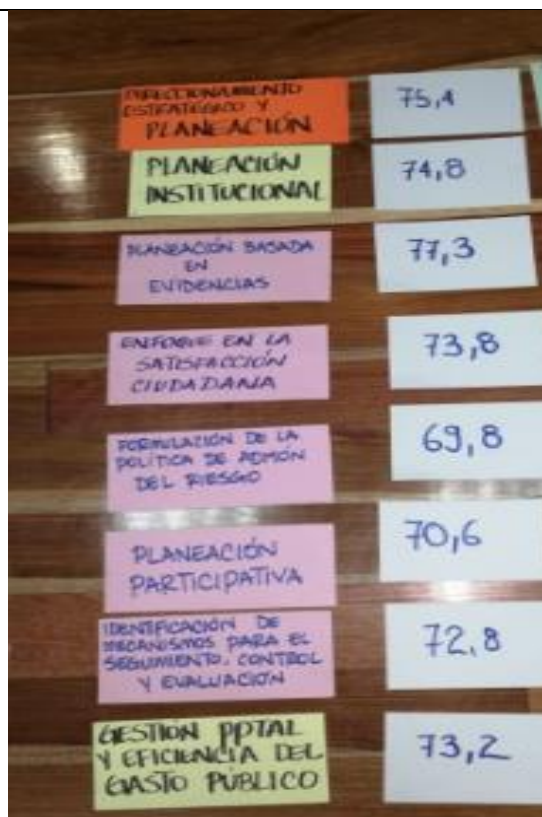 DIRECCIONAMIENTO
ESTRATÉGICO Y
PLANEACIÓN
75,4
PLANEACIÓN
INSTITUCIONAL
74,8
PLANEACIÓN BASADA
EN
EVIDENCIAS
77,3
ENFOQUE EN LA
SATISFACCIÓN
CIUDADANA
73,8
FORMULACIÓN DE LA
POLÍTICA DE ADMÓN
DEL RIESGO
69,8
PLANEACIÓN
PARTICIPATIVA
70,6
IDENTIFICACIÓN DE
MECANISMOS PARA EL
SEGUIMIENTO, CONTROL
Y EVALUACIÓN
72,8
GESTIÓN PPTAL
Y EFICIENCIA DEL
GASTO PÚBLICO
73,2